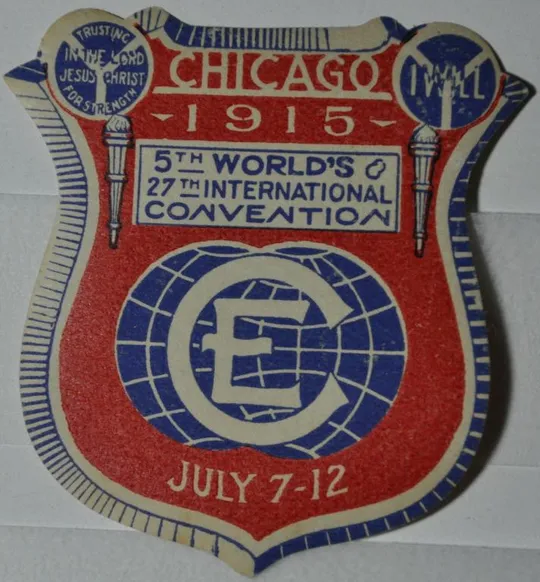 TRUSTING
IN THE LORD
JESUS CHRIST
FOR STRENGTH
CHICAGO
I WILL
-1915-
5TH WORLD'S &
27TH INTERNATIONAL
CONVENTION
CE
JULY 7-12